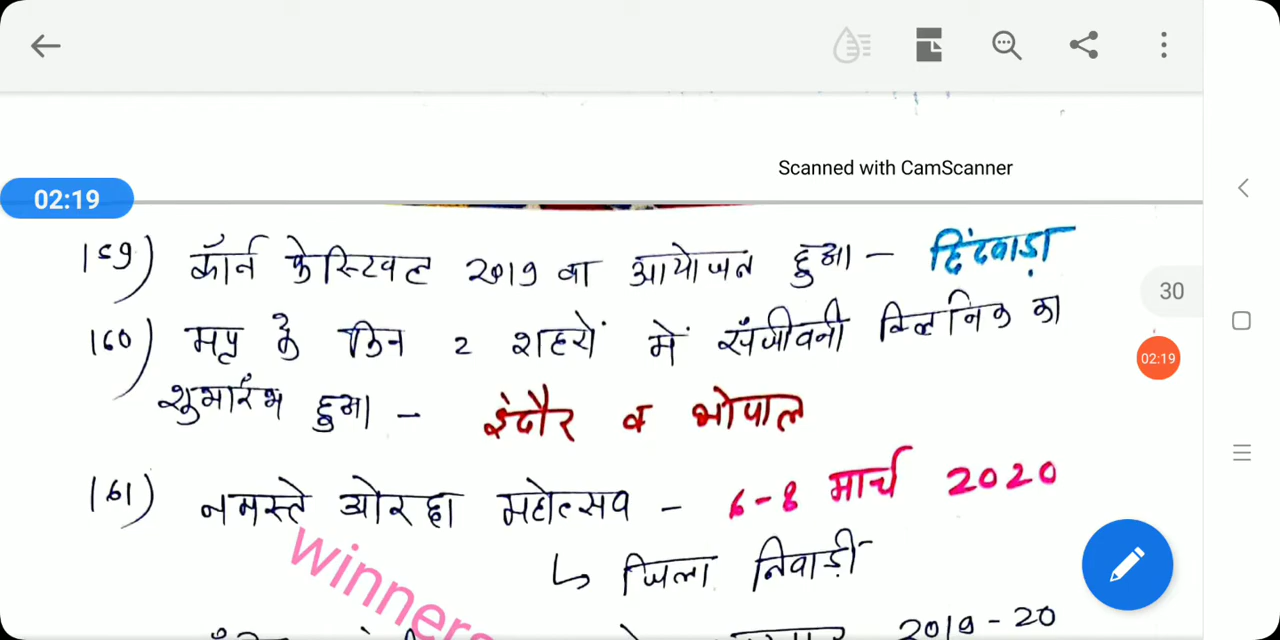 Scanned with CamScanner
02:19
159) कॉर्न फेस्टिवल 2019 का आयोजन हुआ - छिंदवाड़ा
30
160) मप्र के किन 2 शहरों में संजीवनी क्लिनिक का
02:19
शुभारंभ हुआ - इंदौर व भोपाल
161) नमस्ते ओरछा महोत्सव - 6-8 मार्च 2020
↳ जिला निवाड़ी
winners
2019-20